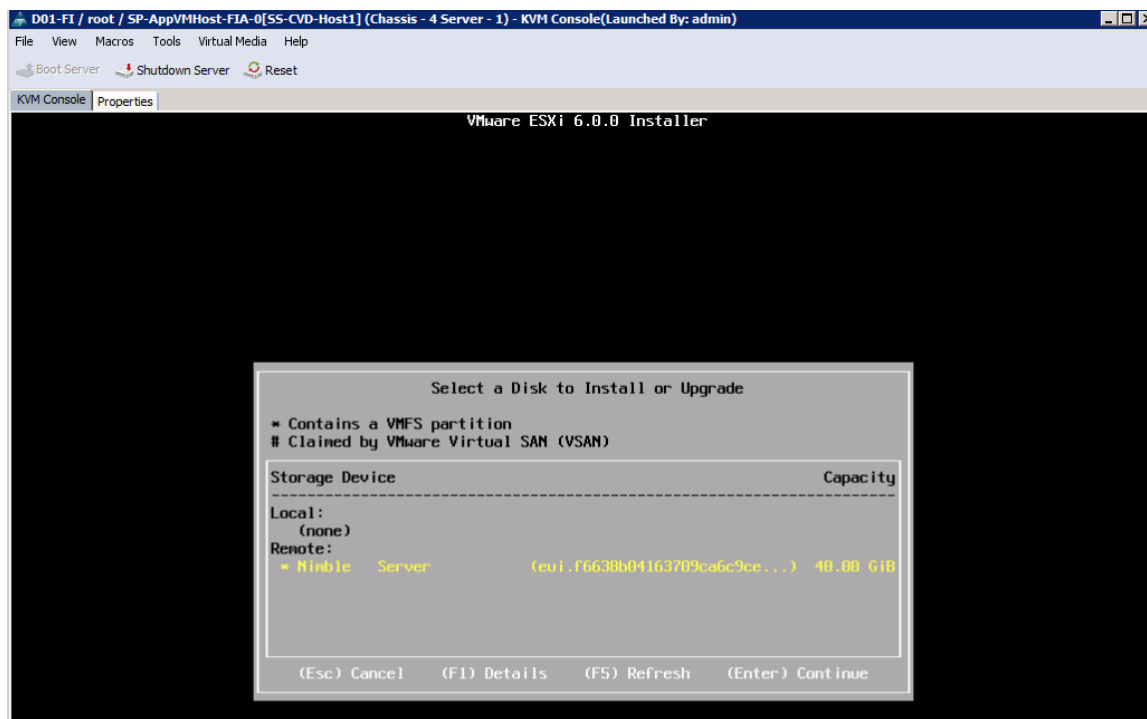 D01-FI / root / SP-AppVMHost-FIA-0[SS-CVD-Host1] (Chassis - 4 Server - 1) - KVM Console(Launched By: admin)
File View Macros Tools Virtual Media Help
Boot Server Shutdown Server Reset
KVM Console Properties
VMware ESXi 6.0.0 Installer
Select a Disk to Install or Upgrade
* Contains a VMFS partition
# Claimed by VMware Virtual SAN (VSAN)
Storage Device Capacity
--------------------------------------------------------------------------------
Local:
(none)
Remote:
* Nimble Server (eui.f6638b04163709ca6c9ce...) 40.00 GiB
(Esc) Cancel (F1) Details (F5) Refresh (Enter) Continue